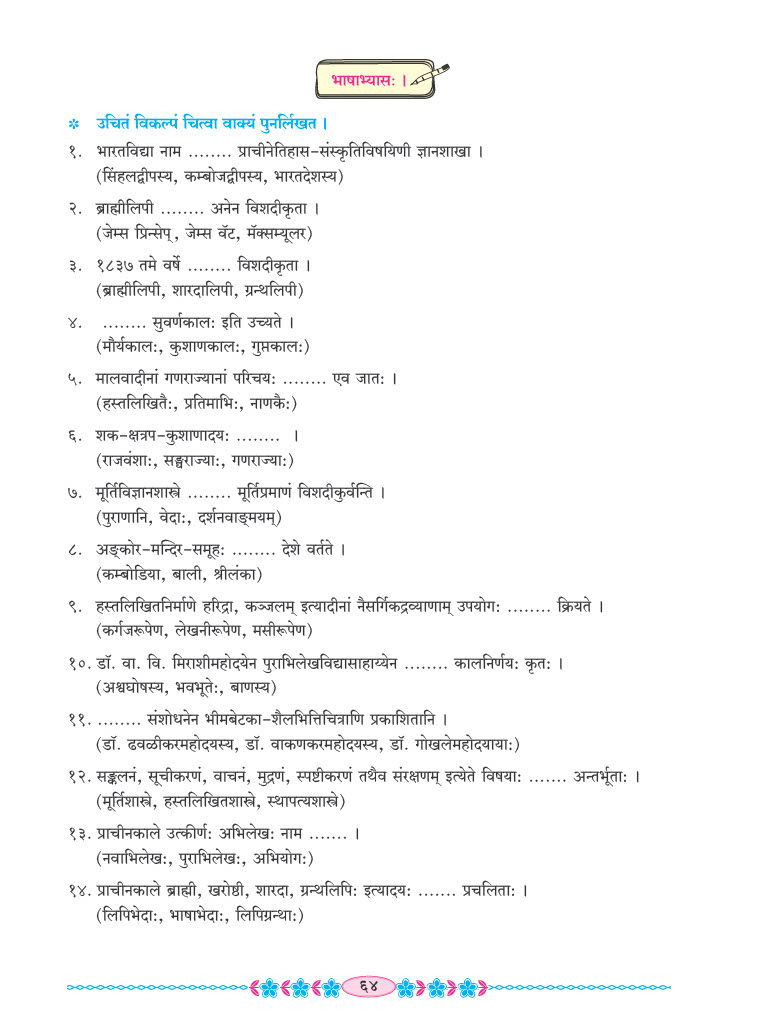 भाषाभ्यासः ।
* उचितं विकल्पं चित्वा वाक्यं पुनर्लिखत ।
१. भारतविद्या नाम ........ प्राचीनेतिहास-संस्कृतिविषयिणी ज्ञानशाखा ।
(सिंहलद्वीपस्य, कम्बोजद्वीपस्य, भारतदेशस्य)
२. ब्राह्मीलिपी ........ अनेन विशदीकृता ।
(जेम्स प्रिन्सेप्, जेम्स वॅट, मॅक्सम्यूलर)
३. १८३७ तमे वर्षे ........ विशदीकृता ।
(ब्राह्मीलिपी, शारदालिपी, ग्रन्थलिपी)
४. ........ सुवर्णकालः इति उच्यते ।
(मौर्यकालः, कुशाणकालः, गुप्तकालः)
५. मालवादीनां गणराज्यानां परिचयः ........ एव जातः ।
(हस्तलिखितैः, प्रतिमाभिः, नाणकैः)
६. शक-क्षत्रप-कुशाणादयः ........ ।
(राजवंशाः, सङ्घराज्याः, गणराज्याः)
७. मूर्तिविज्ञानशास्त्रे ........ मूर्तिप्रमाणं विशदीकुर्वन्ति ।
(पुराणानि, वेदाः, दर्शनवाङ्मयम्)
८. अङ्कोर-मन्दिर-समूहः ........ देशे वर्तते ।
(कम्बोडिया, बाली, श्रीलंका)
९. हस्तलिखितनिर्माणे हरिद्रा, कज्जलम् इत्यादीनां नैसर्गिकद्रव्याणाम् उपयोगः ........ क्रियते ।
(कर्गजरूपेण, लेखनीरूपेण, मसीरूपेण)
१०. डॉ. वा. वि. मिराशीमहोदयेन पुराभिलेखविद्यासाहाय्येन ........ कालनिर्णयः कृतः ।
(अश्वघोषस्य, भवभूतेः, बाणस्य)
११. ........ संशोधनेन भीमबेटका-शैलभित्तिचित्राणि प्रकाशितानि ।
(डॉ. ढवळीकरमहोदयस्य, डॉ. वाकणकरमहोदयस्य, डॉ. गोखलेमहोदयायाः)
१२. सङ्कलनं, सूचीकरणं, वाचनं, मुद्रणं, स्पष्टीकरणं तथैव संरक्षणम् इत्येते विषयाः ....... अन्तर्भूताः ।
(मूर्तिशास्त्रे, हस्तलिखितशास्त्रे, स्थापत्यशास्त्रे)
१३. प्राचीनकाले उत्कीर्णः अभिलेखः नाम ....... ।
(नवाभिलेखः, पुराभिलेखः, अभियोगः)
१४. प्राचीनकाले ब्राह्मी, खरोष्ठी, शारदा, ग्रन्थलिपिः इत्यादयः ....... प्रचलिताः ।
(लिपिभेदाः, भाषाभेदाः, लिपिग्रन्थाः)
६४